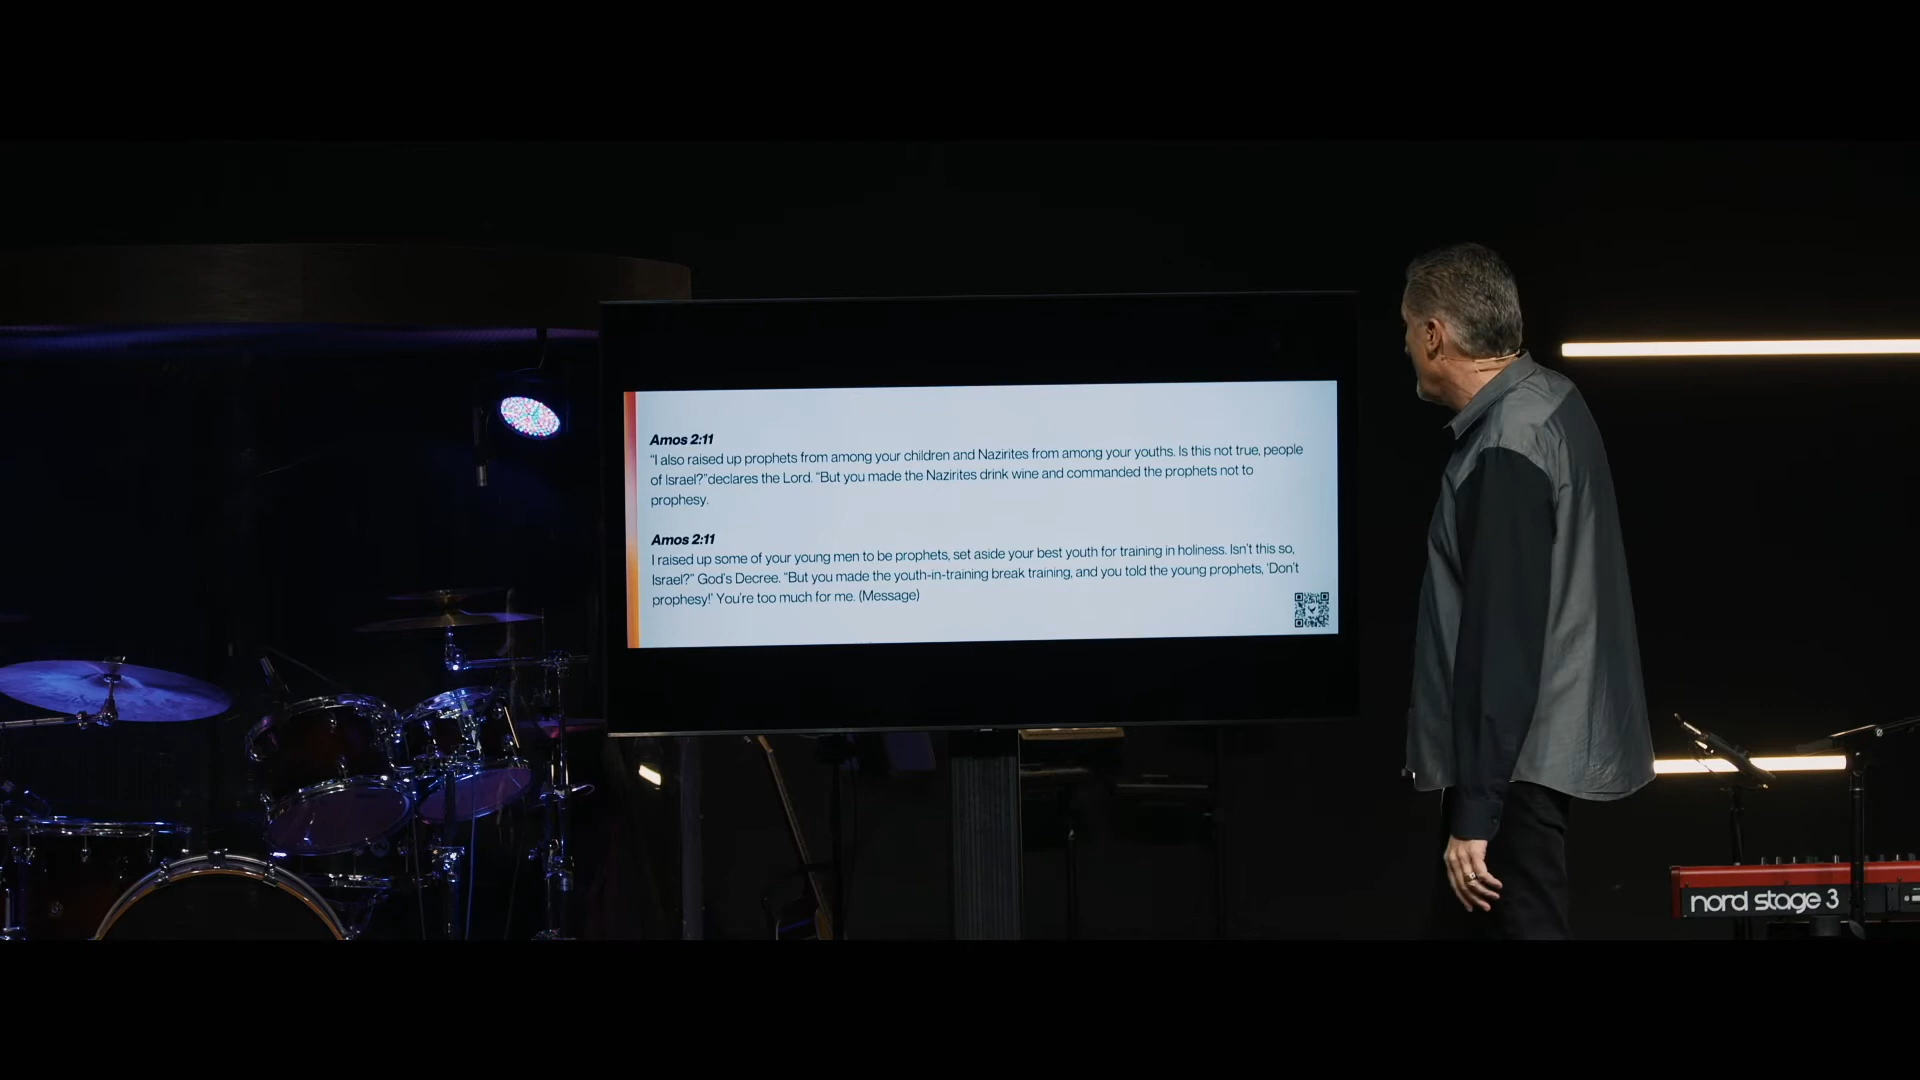 Amos 2:11
“I also raised up prophets from among your children and Nazirites from among your youths. Is this not true, people
of Israel?”declares the Lord. “But you made the Nazirites drink wine and commanded the prophets not to
prophesy.
Amos 2:11
I raised up some of your young men to be prophets, set aside your best youth for training in holiness. Isn’t this so,
Israel?” God’s Decree. “But you made the youth-in-training break training, and you told the young prophets, ‘Don’t
prophesy!’ You’re too much for me. (Message)
nord stage 3